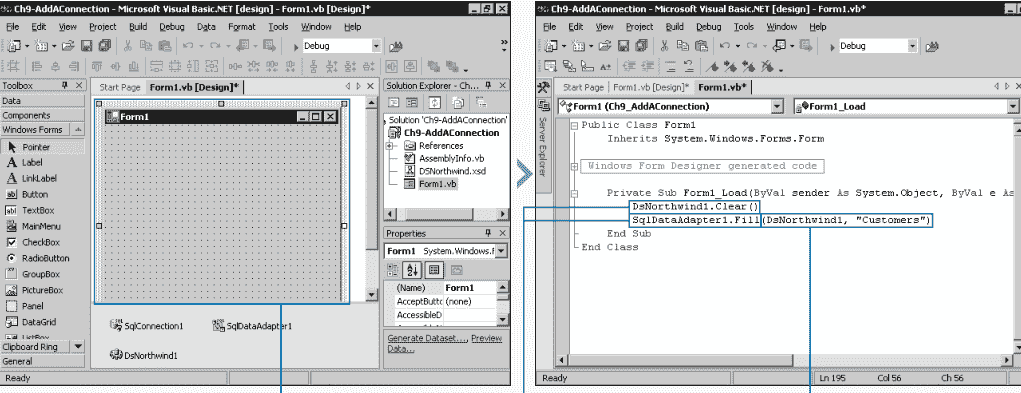 Ch9-AddAConnection - Microsoft Visual Basic.NET [design] - Form1.vb [Design]*
File Edit View Project Build Debug Data Format Tools Window Help
Debug
Toolbox
Data
Components
Windows Forms
Pointer
Label
LinkLabel
Button
TextBox
MainMenu
CheckBox
RadioButton
GroupBox
PictureBox
Panel
DataGrid
ListBox
Clipboard Ring
General
Ready
Start Page Form1.vb [Design]*
Form1
SqlConnection1 SqlDataAdapter1
DsNorthwind1
Solution Explorer - Ch...
Solution 'Ch9-AddAConnection'
Ch9-AddAConnection
References
AssemblyInfo.vb
DSNorthwind.xsd
Form1.vb
Properties
Form1 System.Windows.F
(Name) Form1
AcceptButto (none)
AccessibleD
Generate Dataset..., Preview
Data...
Ch9-AddAConnection - Microsoft Visual Basic.NET [design] - Form1.vb*
File Edit View Project Build Debug Tools Window Help
Debug
Server Explorer
Start Page Form1.vb [Design]* Form1.vb*
Form1 (Ch9_AddAConnection) Form1_Load
Public Class Form1
Inherits System.Windows.Forms.Form
Windows Form Designer generated code
Private Sub Form1_Load(ByVal sender As System.Object, ByVal e As
DsNorthwind1.Clear()
SqlDataAdapter1.Fill(DsNorthwind1, "Customers")
End Sub
End Class
Ready Ln 195 Col 56 Ch 56